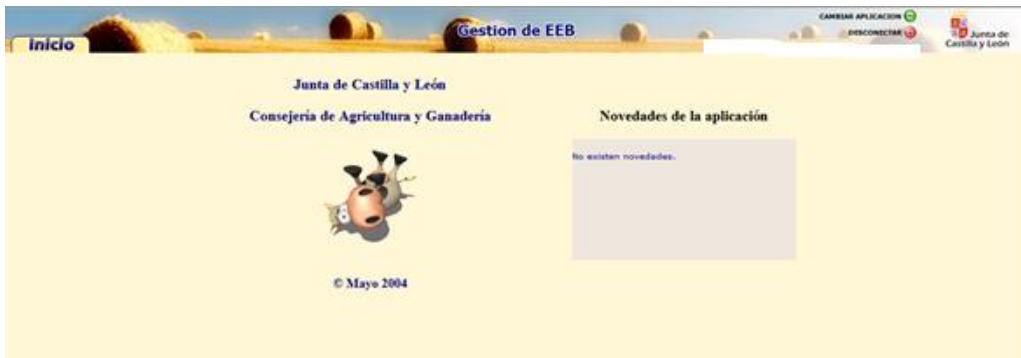 Inicio
Gestion de EEB
CAMBIAR APLICACION
DESCONECTAR
Junta de
Castilla y León
Junta de Castilla y León
Consejería de Agricultura y Ganadería
© Mayo 2004
Novedades de la aplicación
No existen novedades.